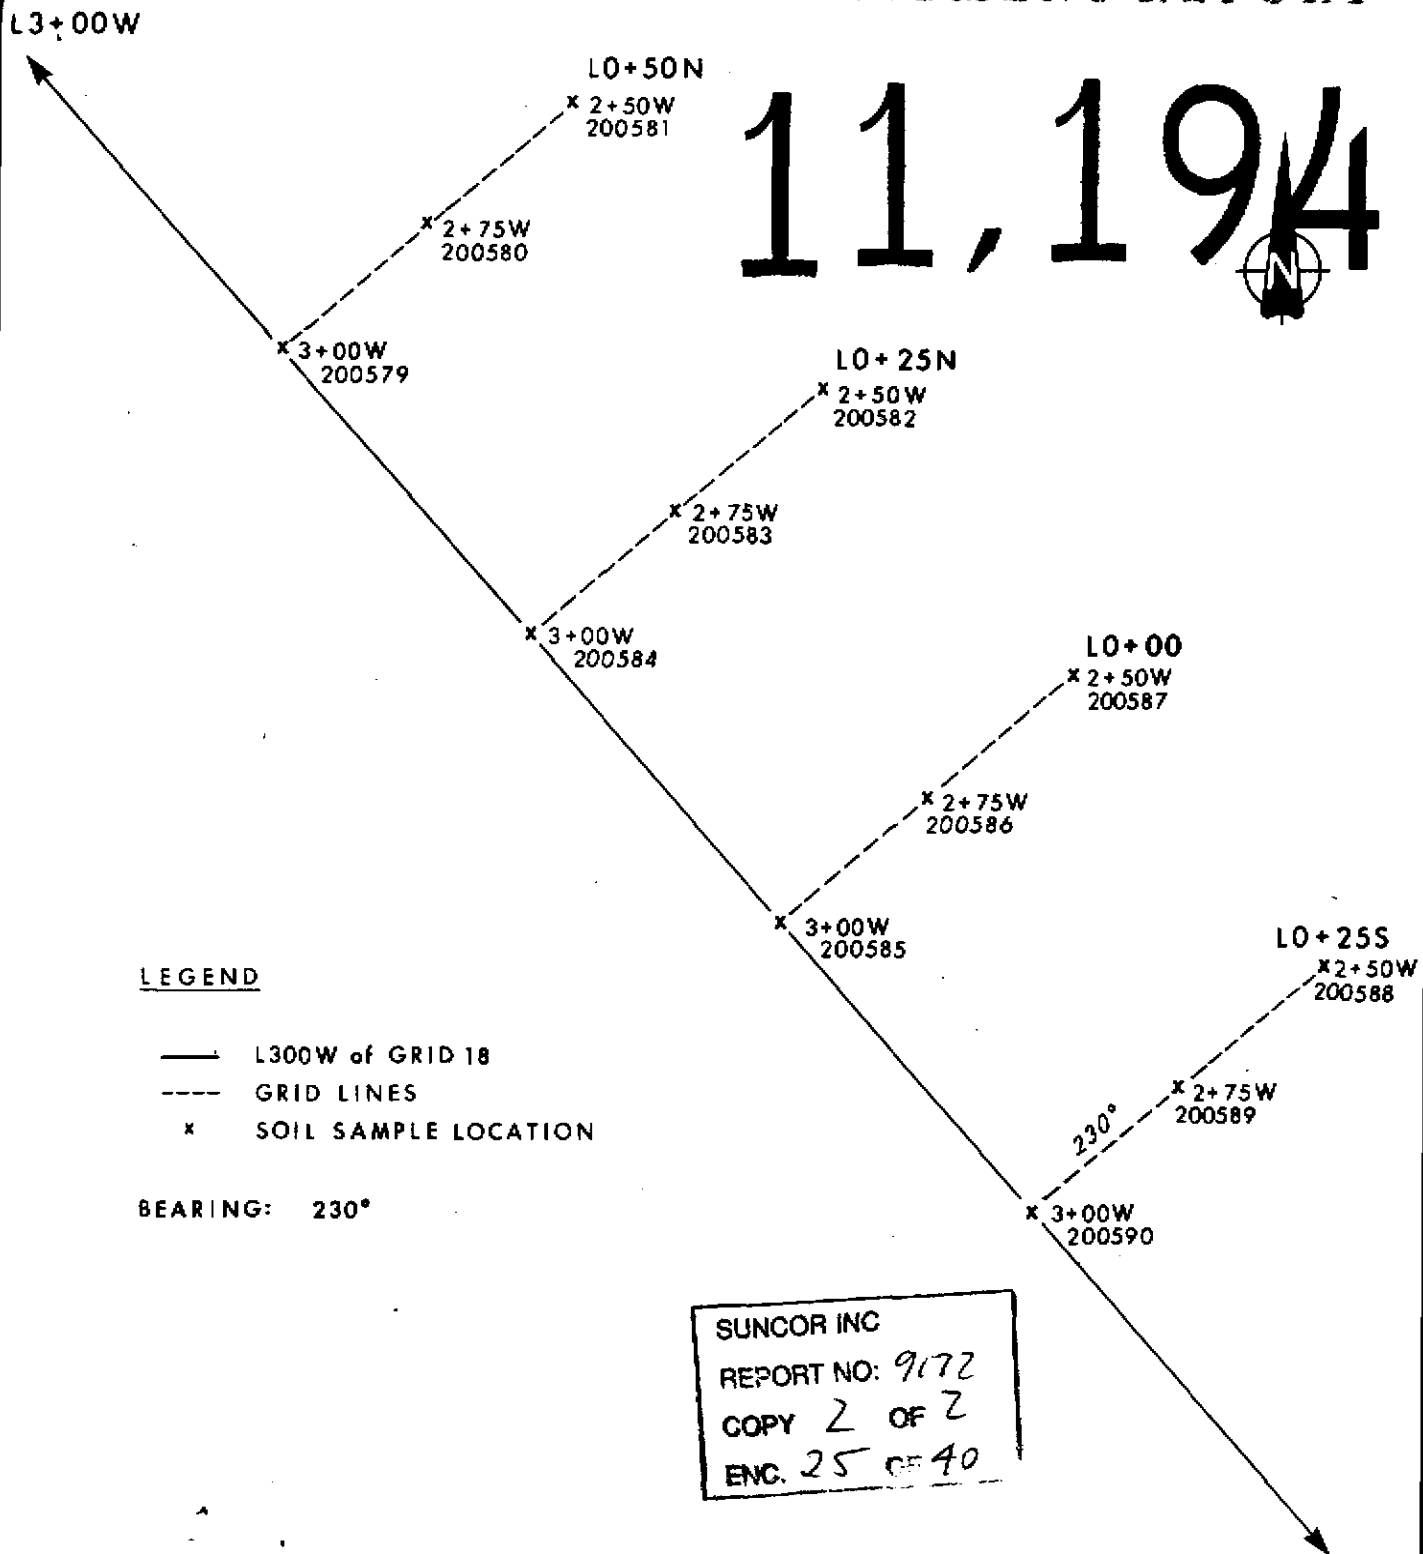 L3+00W
L0+50N
2+50W
200581
11,194
2+75W
200580
N
3+00W
200579
L0+25N
2+50W
200582
2+75W
200583
3+00W
200584
L0+00
2+50W
200587
2+75W
200586
3+00W
200585
L0+25S
2+50W
200588
LEGEND
L300W of GRID 18
GRID LINES
x SOIL SAMPLE LOCATION
2+75W
200589
230°
BEARING: 230°
3+00W
200590
SUNCOR INC
REPORT NO: 9172
COPY 2 OF 2
ENC. 25 OF 40